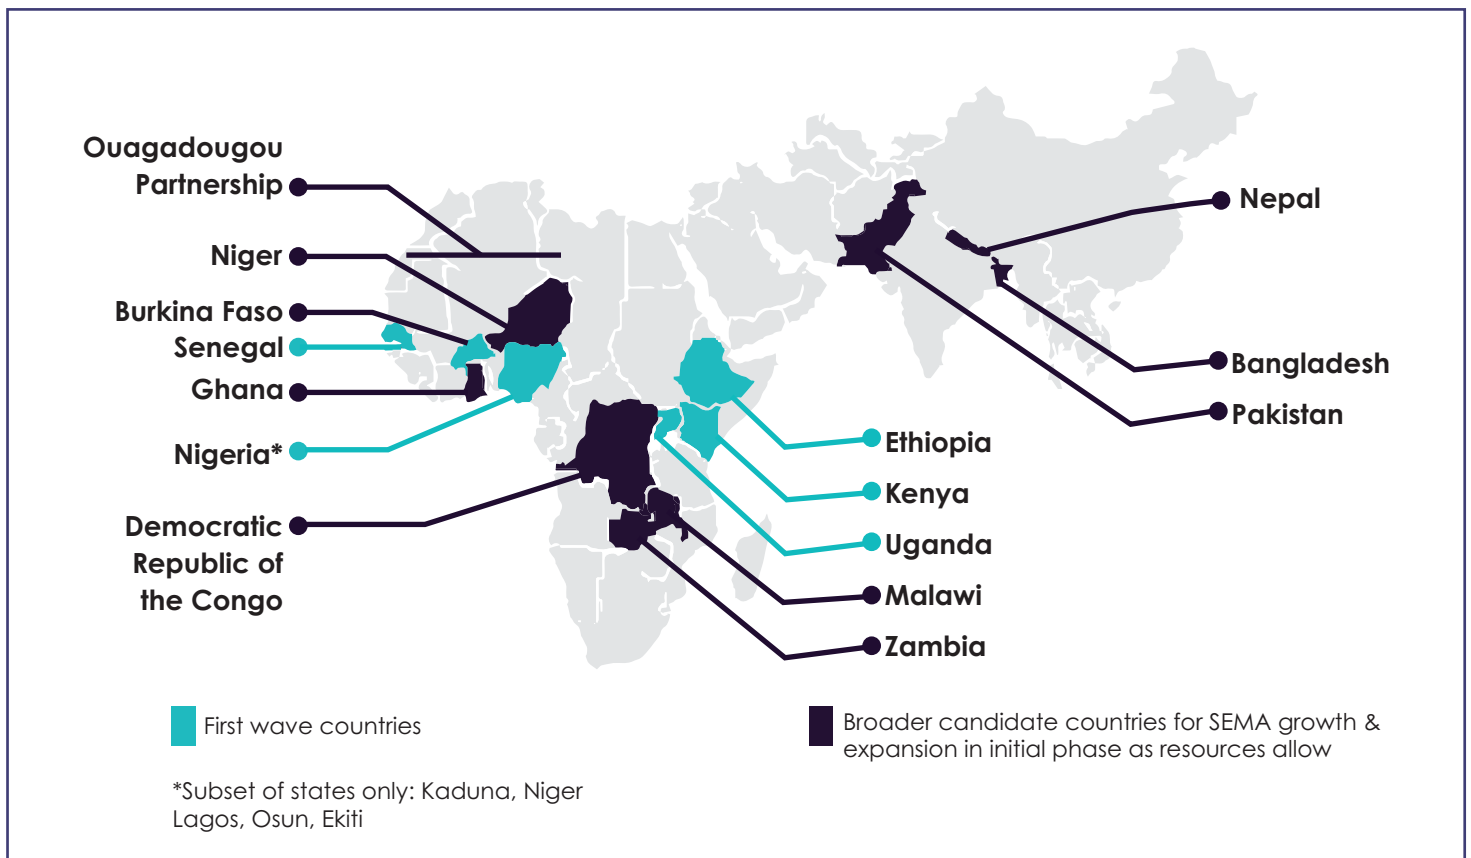 Ouagadougou
Partnership
Niger
Burkina Faso
Senegal
Ghana
Nigeria*
Democratic
Republic of
the Congo
Nepal
Bangladesh
Pakistan
Ethiopia
Kenya
Uganda
Malawi
Zambia
First wave countries
*Subset of states only: Kaduna, Niger
Lagos, Osun, Ekiti
Broader candidate countries for SEMA growth &
expansion in initial phase as resources allow